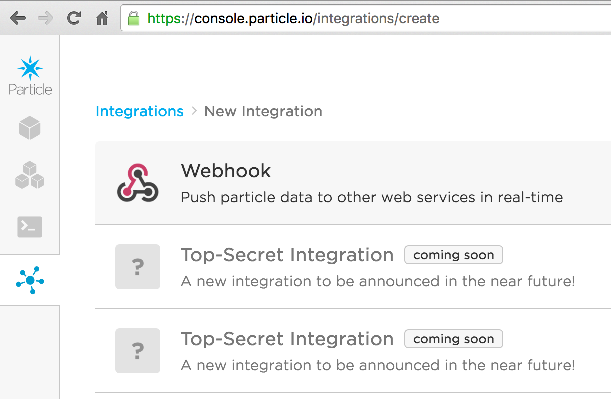 https://console.particle.io/integrations/create
Particle
Integrations > New Integration
Webhook
Push particle data to other web services in real-time
? Top-Secret Integration coming soon
A new integration to be announced in the near future!
? Top-Secret Integration coming soon
A new integration to be announced in the near future!